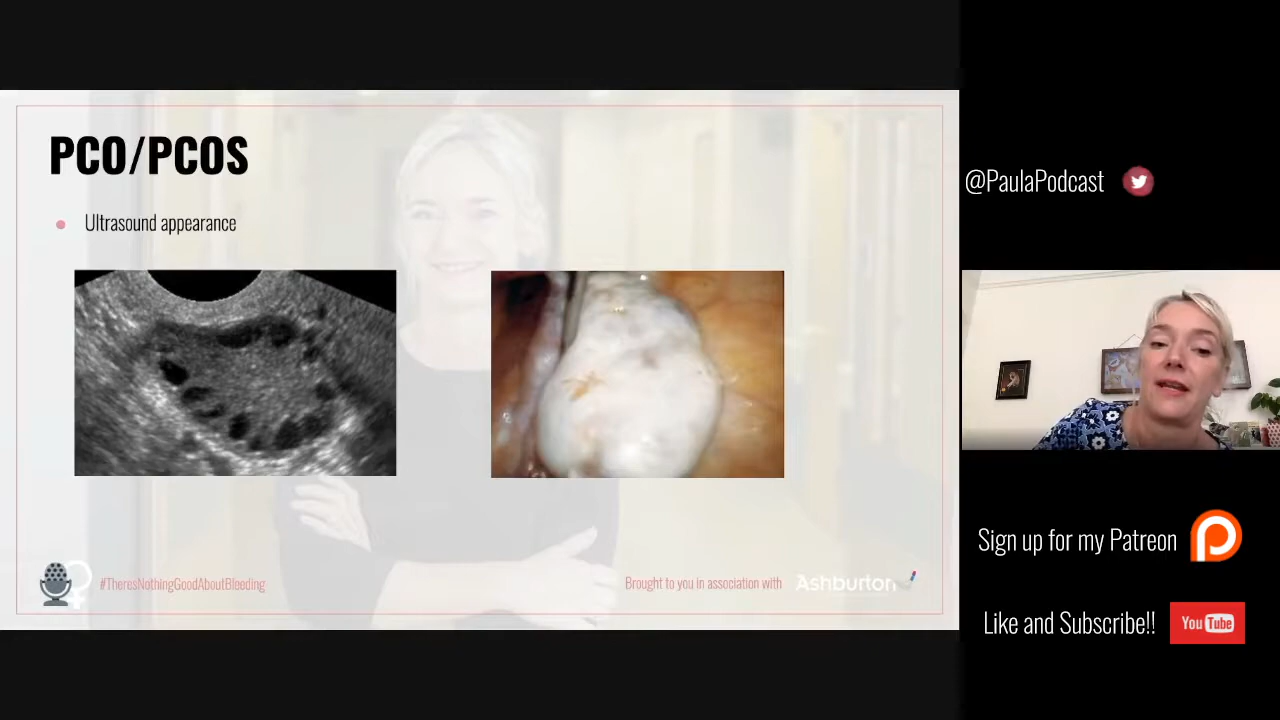 PCO/PCOS
Ultrasound appearance
#TheresNothingGoodAboutBleeding
Brought to you in association with
Ashburton
@PaulaPodcast
Sign up for my Patreon
Like and Subscribe!!
YouTube